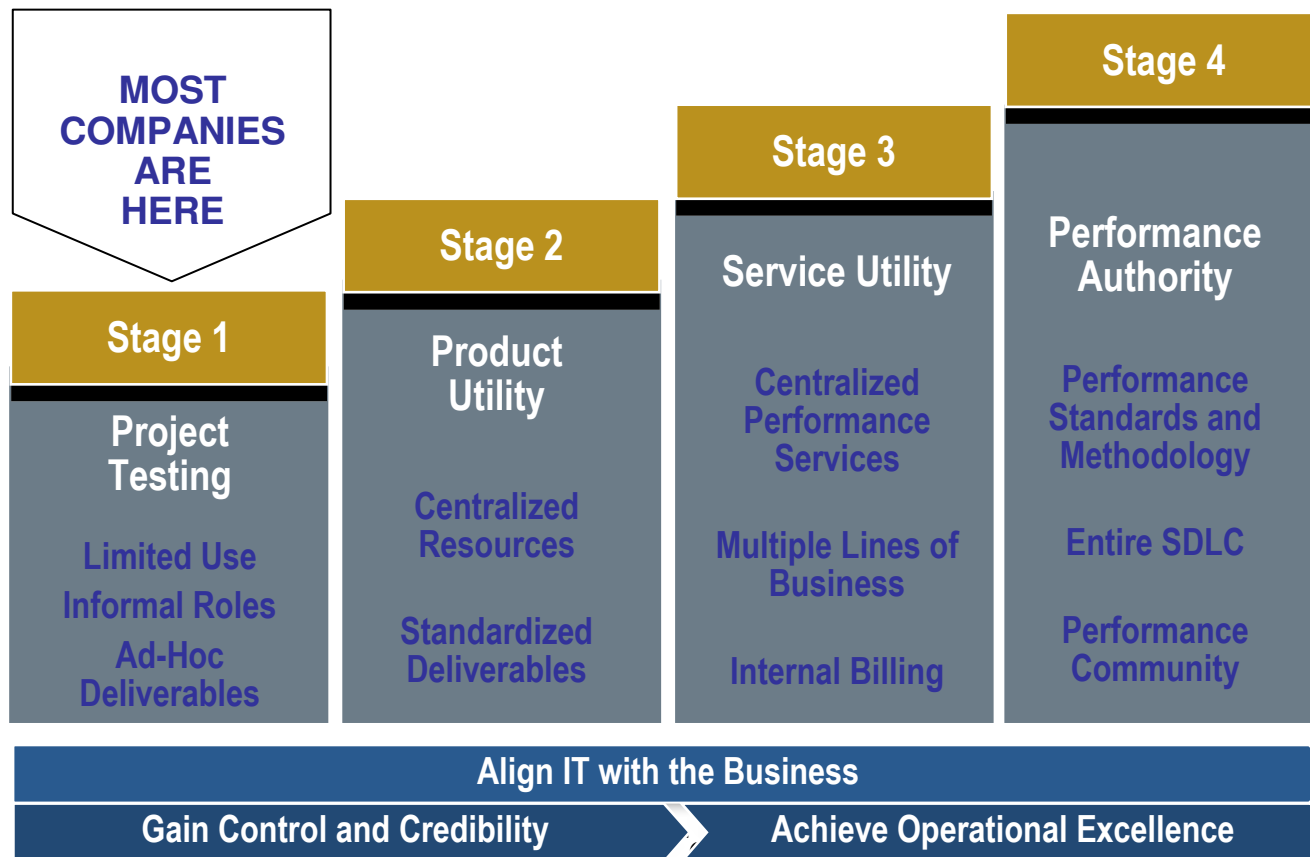 MOST
COMPANIES
ARE
HERE
Stage 1
Project
Testing
Limited Use
Informal Roles
Ad-Hoc
Deliverables
Stage 2
Product
Utility
Centralized
Resources
Standardized
Deliverables
Stage 3
Service Utility
Centralized
Performance
Services
Multiple Lines of
Business
Internal Billing
Stage 4
Performance
Authority
Performance
Standards and
Methodology
Entire SDLC
Performance
Community
Align IT with the Business
Gain Control and Credibility
Achieve Operational Excellence